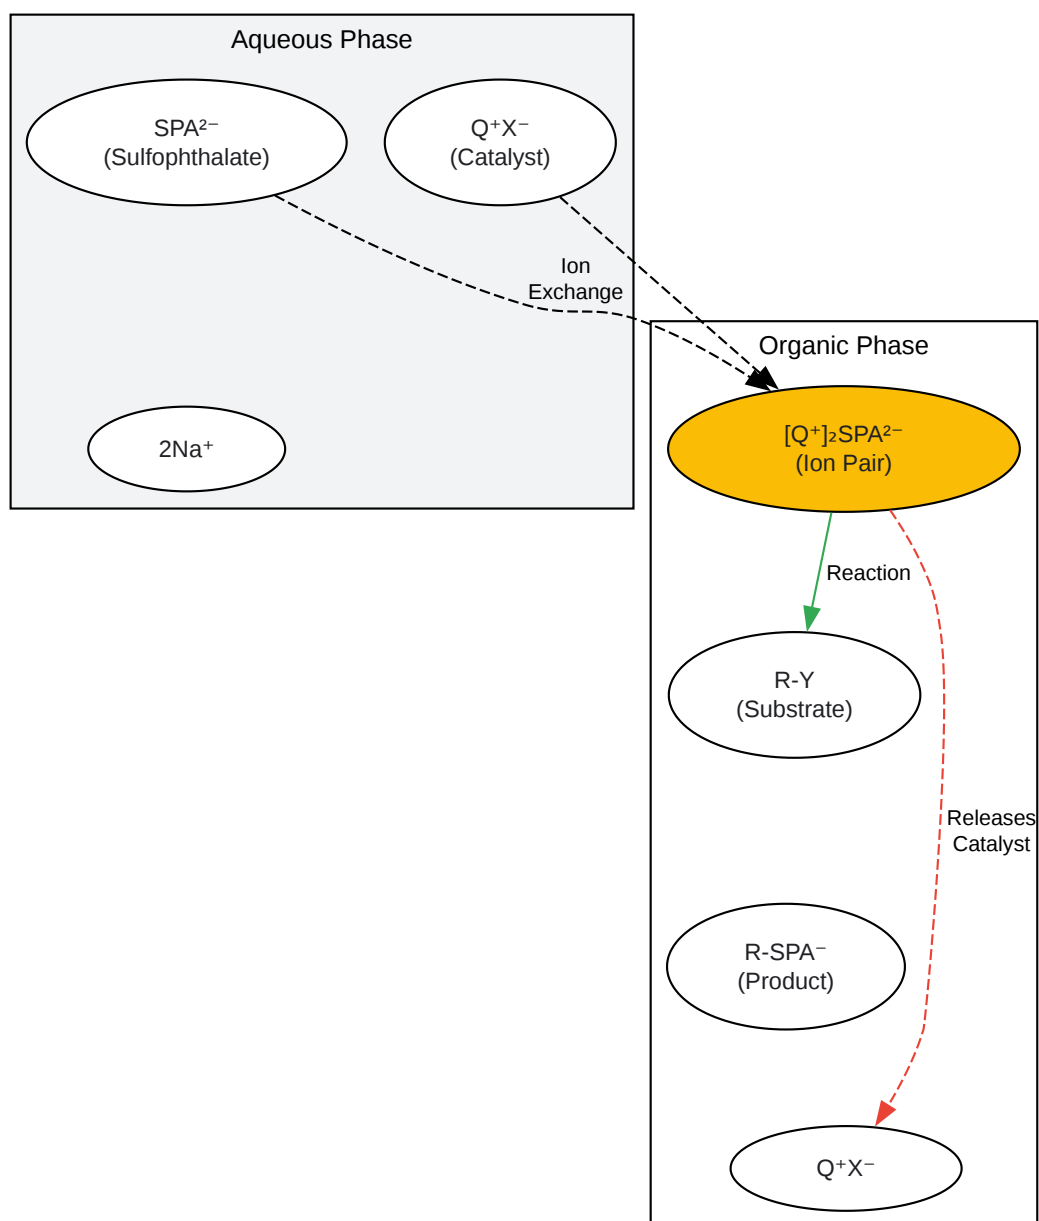 Aqueous Phase
SPA²⁻
(Sulfophthalate)
Q⁺X⁻
(Catalyst)
Ion
Exchange
2Na⁺
Organic Phase
[Q⁺]₂SPA²⁻
(Ion Pair)
Reaction
R-Y
(Substrate)
Releases
Catalyst
R-SPA⁻
(Product)
Q⁺X⁻